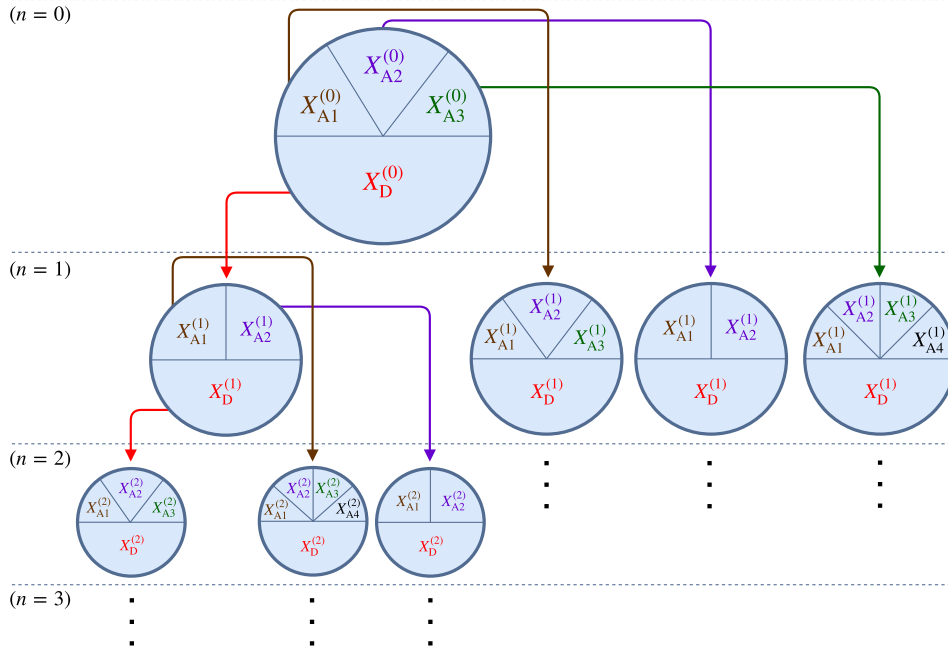 (n = 0)
X_A2^(0)
X_A1^(0) X_A3^(0)
X_D^(0)
(n = 1)
X_A1^(1) X_A2^(1)
X_D^(1)
X_A2^(1)
X_A1^(1) X_A3^(1)
X_D^(1)
X_A1^(1) X_A2^(1)
X_D^(1)
X_A2^(1) X_A3^(1)
X_A1^(1) X_A4^(1)
X_D^(1)
(n = 2)
X_A2^(2)
X_A1^(2) X_A3^(2)
X_D^(2)
X_A2^(2) X_A3^(2)
X_A1^(2) X_A4^(2)
X_D^(2)
X_A1^(2) X_A2^(2)
X_D^(2)
(n = 3)